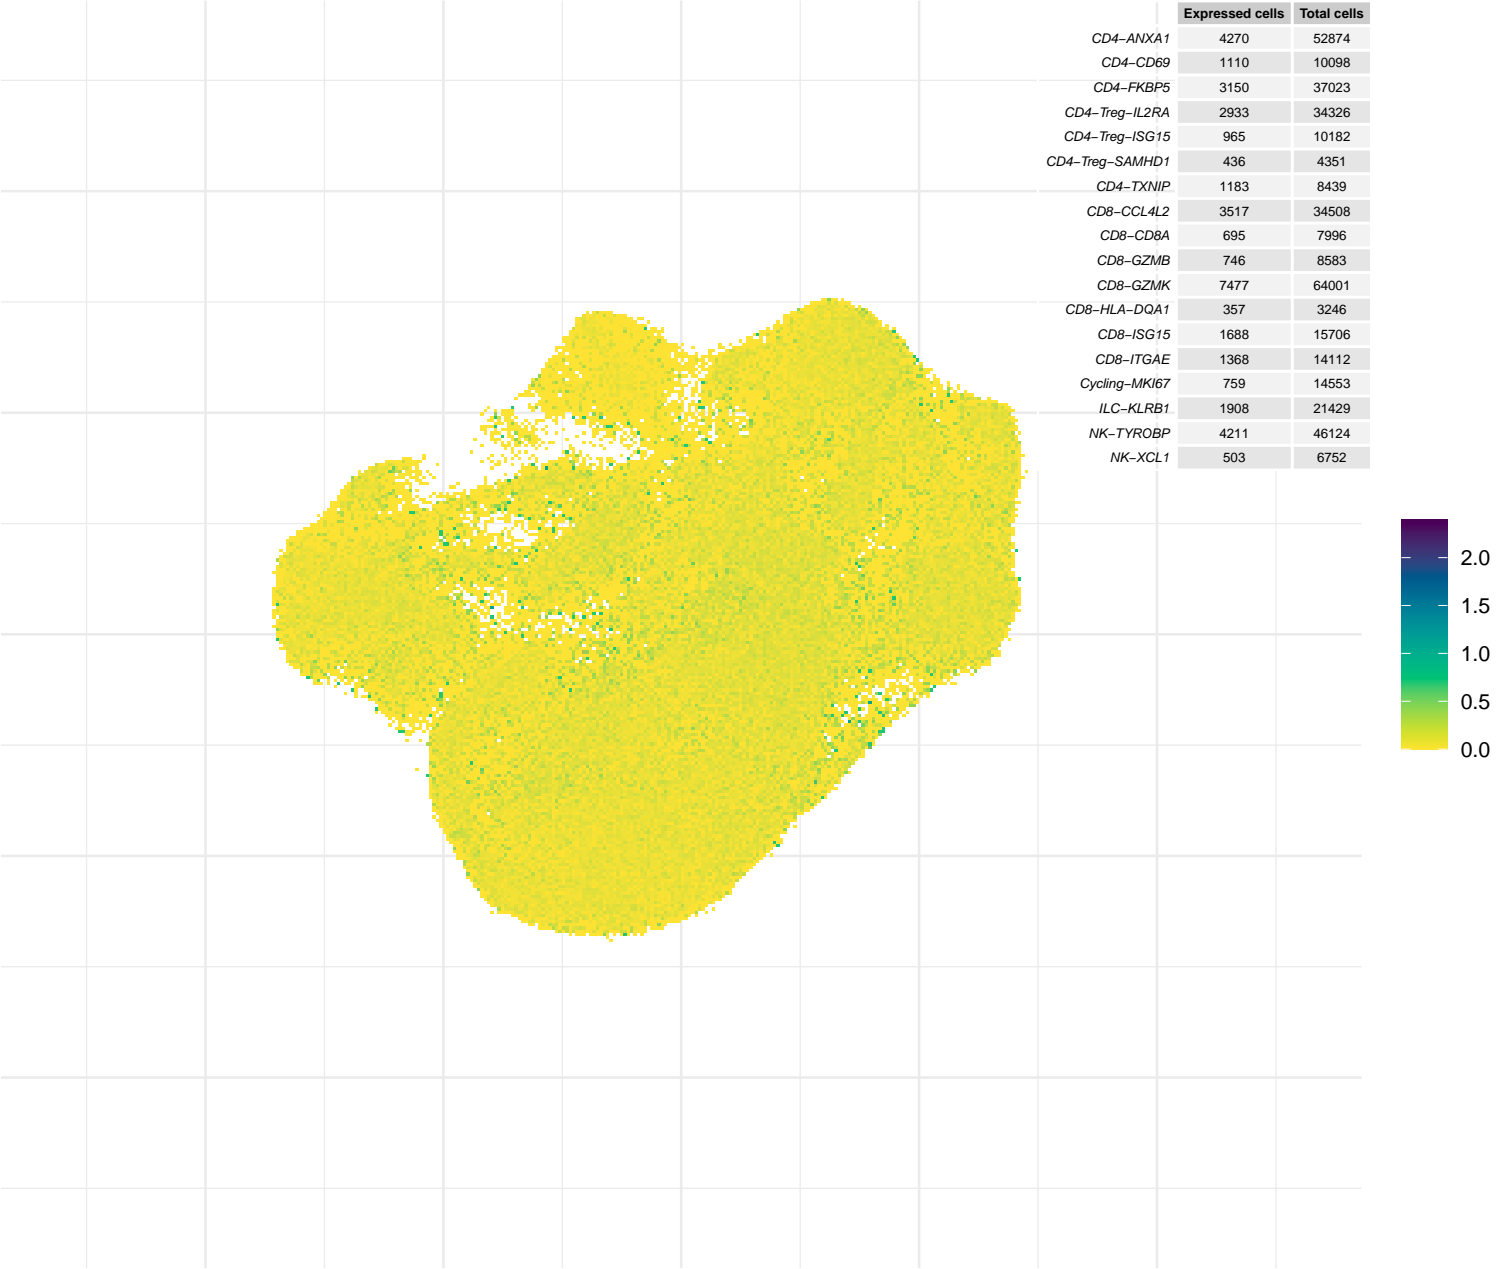 Expressed cells Total cells
CD4−ANXA1 4270 52874
CD4−CD69 1110 10098
CD4−FKBP5 3150 37023
CD4−Treg−IL2RA 2933 34326
CD4−Treg−ISG15 965 10182
CD4−Treg−SAMHD1 436 4351
CD4−TXNIP 1183 8439
CD8−CCL4L2 3517 34508
CD8−CD8A 695 7996
CD8−GZMB 746 8583
CD8−GZMK 7477 64001
CD8−HLA−DQA1 357 3246
CD8−ISG15 1688 15706
CD8−ITGAE 1368 14112
Cycling−MKI67 759 14553
ILC−KLRB1 1908 21429
NK−TYROBP 4211 46124
NK−XCL1 503 6752
2.0
1.5
1.0
0.5
0.0